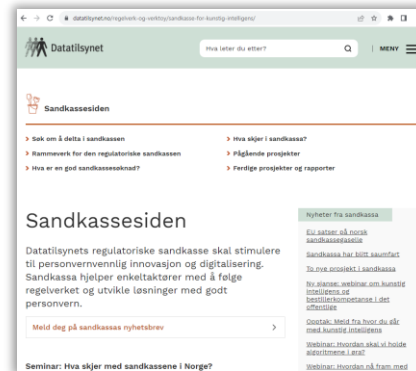 datatilsynet.no/regelverk-og-verktoy/sandkasse-for-kunstig-intelligens/
Datatilsynet
Hva leter du etter?
MENY
Sandkassesiden
> Søk om å delta i sandkassen
> Hva skjer i sandkassa?
> Rammeverk for den regulatoriske sandkassen
> Pågående prosjekter
> Hva er en god sandkassesøknad?
> Ferdige prosjekter og rapporter
Sandkassesiden
Datatilsynets regulatoriske sandkasse skal stimulere
til personvernvennlig innovasjon og digitalisering.
Sandkassa hjelper enkeltaktører med å følge
regelverket og utvikle løsninger med godt
personvern.
Meld deg på sandkassas nyhetsbrev
Seminar: Hva skjer med sandkassene i Norge?
Nyheter fra sandkassa
EU satser på norsk
sandkassegaselle
Sandkassa har blitt saumfart
To nye prosjekt i sandkassa
Ny sjanse: webinar om kunstig
intelligens og
bestillerkompetanse i det
offentlige
Opptak: Meld fra hvor du går
med kunstig intelligens
Webinar: Hvordan skal vi holde
algoritmene i øra?
Webinar: Hvordan nå fram med